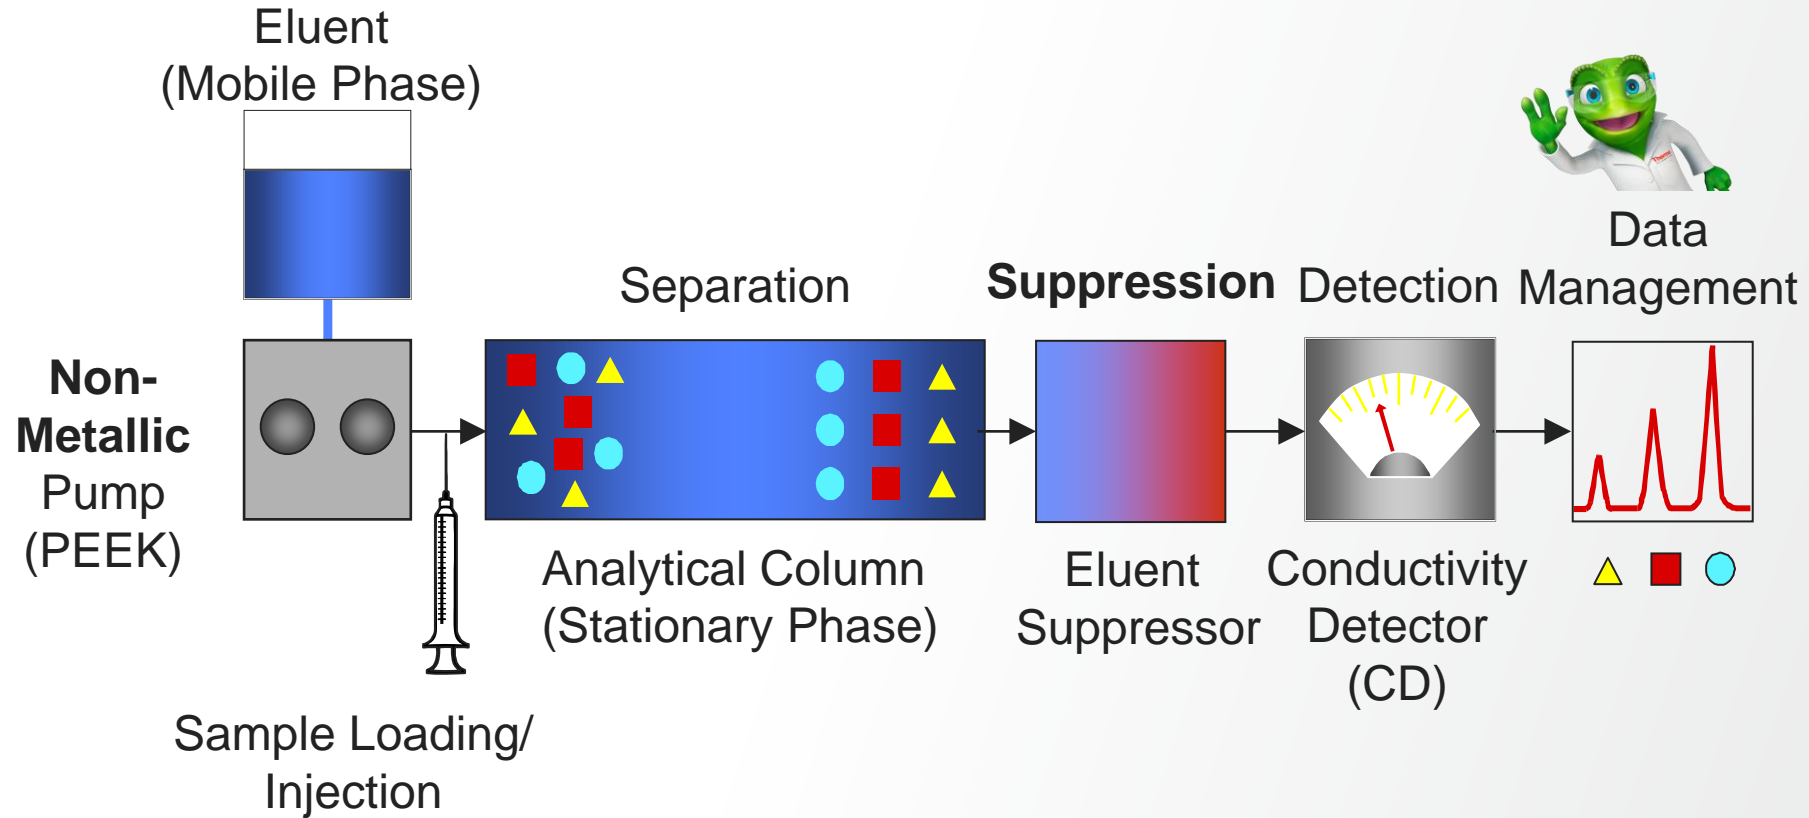 Eluent
(Mobile Phase)
Thermo
Data
Management
Separation
Suppression
Detection
Non-
Metallic
Pump
(PEEK)
Analytical Column
(Stationary Phase)
Eluent
Suppressor
Conductivity
Detector
(CD)
Sample Loading/
Injection